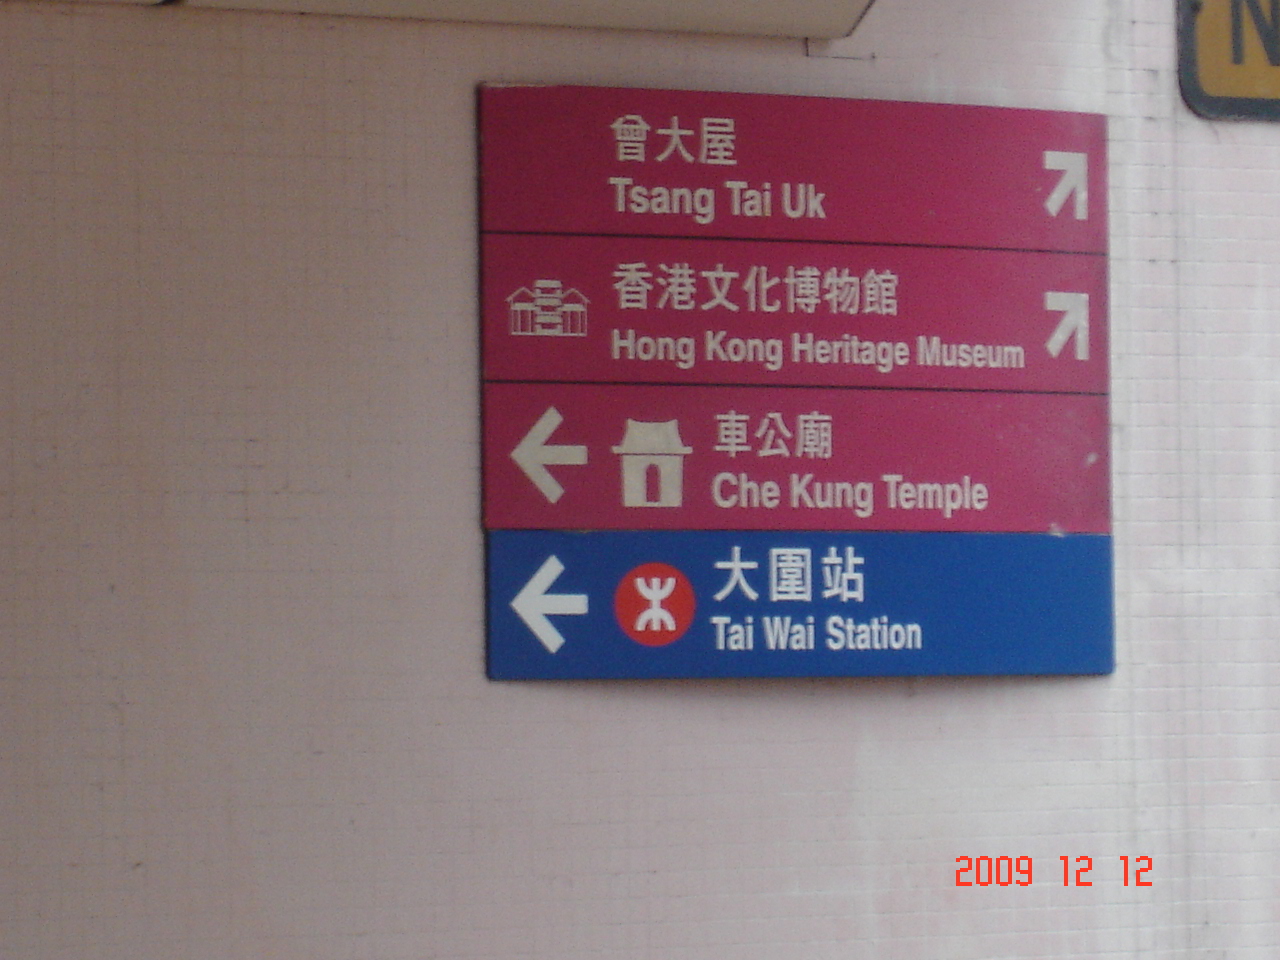 曾大屋
Tsang Tai Uk
香港文化博物館
Hong Kong Heritage Museum
車公廟
Che Kung Temple
大圍站
Tai Wai Station
N
2009 12 12